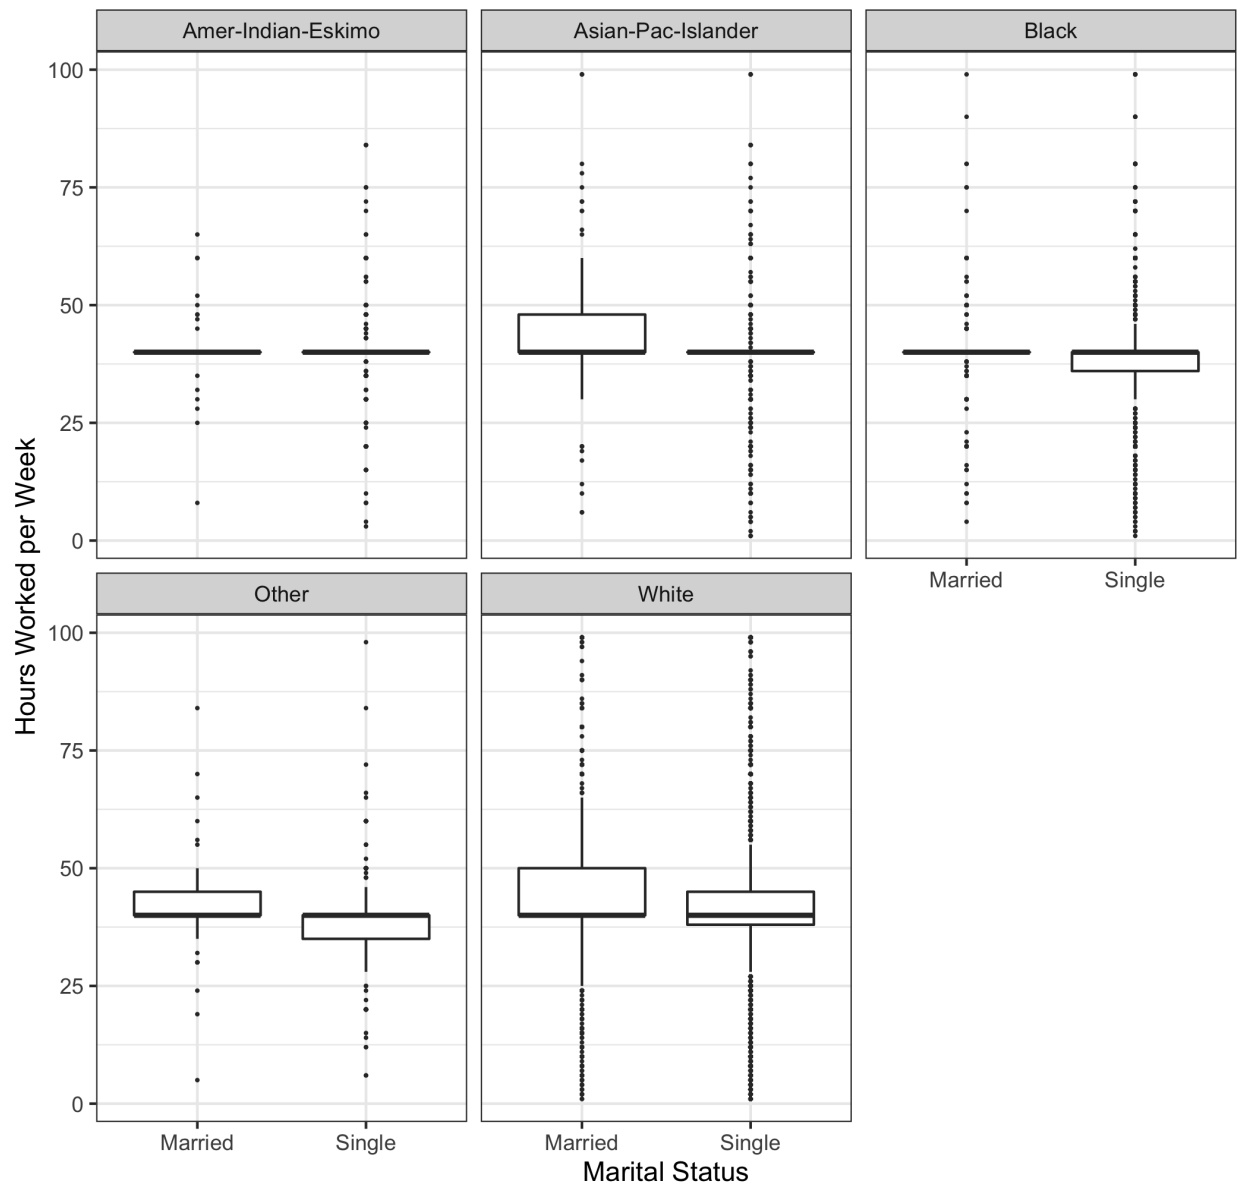 Amer-Indian-Eskimo
Asian-Pac-Islander
Black
100
75
50
25
0
Married
Single
Other
White
100
75
50
25
0
Married
Single
Married
Single
Hours Worked per Week
Marital Status